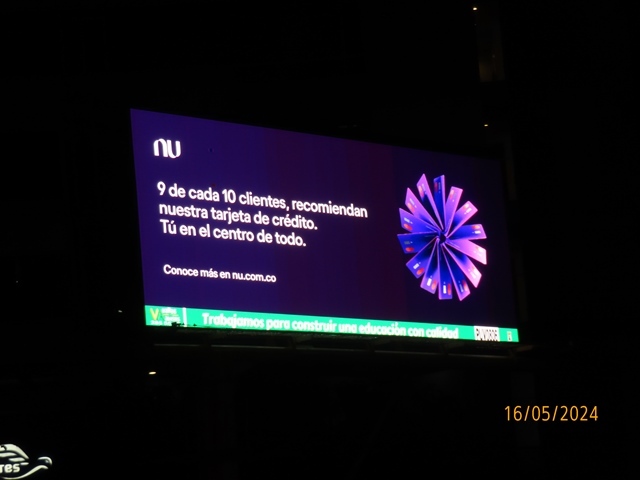 nu
9 de cada 10 clientes, recomiendan
nuestra tarjeta de crédito.
Tú en el centro de todo.
Conoce más en nu.com.co
Trabajamos para construir una educación con calidad
16/05/2024
res